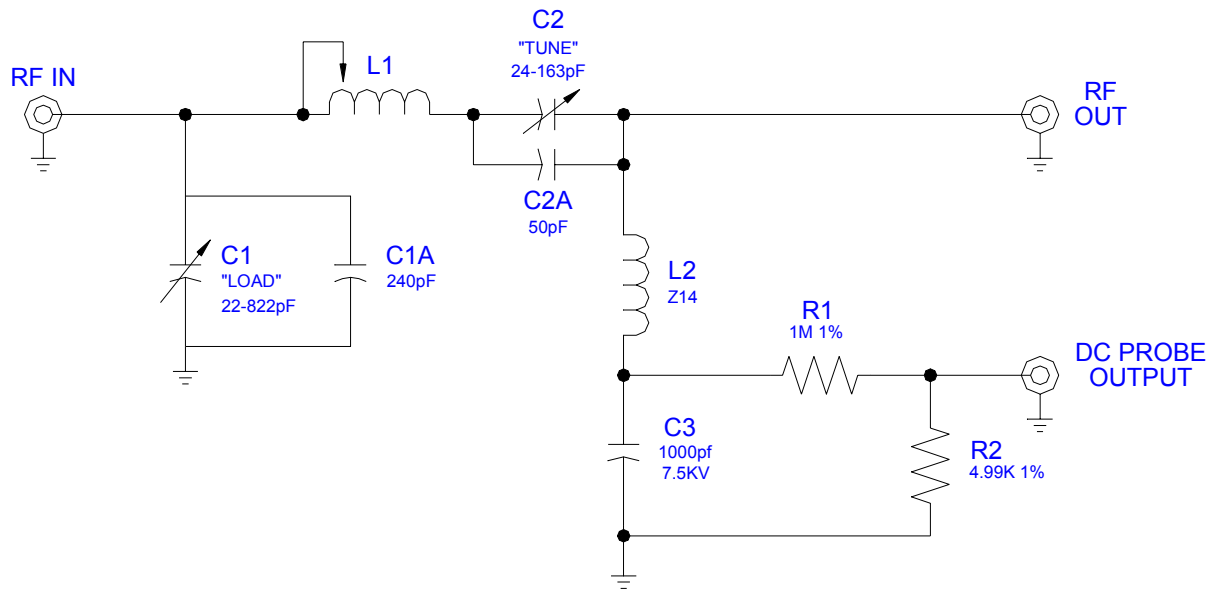 RF IN
L1
C2
"TUNE"
24-163pF
RF
OUT
C2A
50pF
C1
"LOAD"
22-822pF
C1A
240pF
L2
Z14
R1
1M 1%
DC PROBE
OUTPUT
C3
1000pf
7.5KV
R2
4.99K 1%